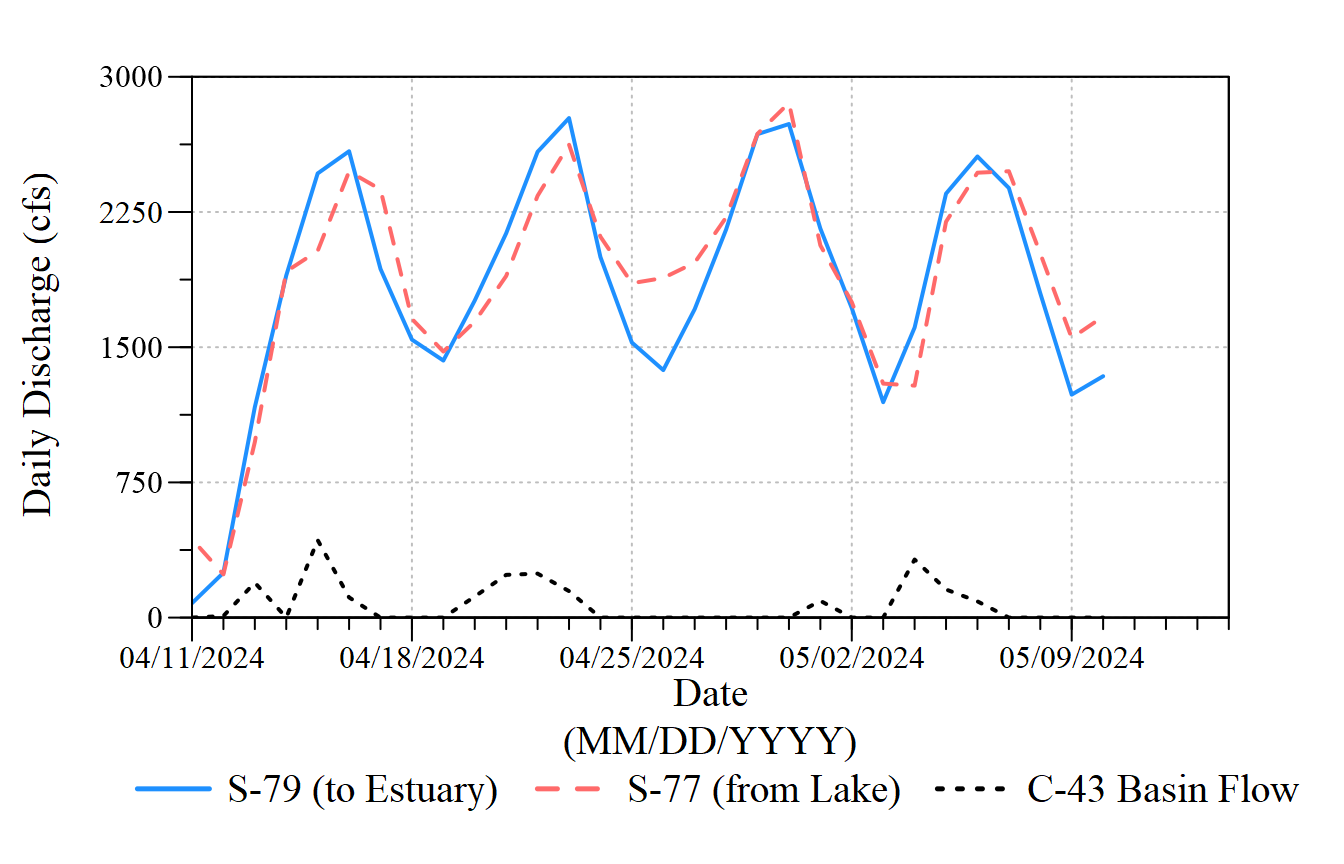 3000
2250
1500
750
0
Daily Discharge (cfs)
04/11/2024 04/18/2024 04/25/2024 05/02/2024 05/09/2024
Date
(MM/DD/YYYY)
S-79 (to Estuary) S-77 (from Lake) C-43 Basin Flow